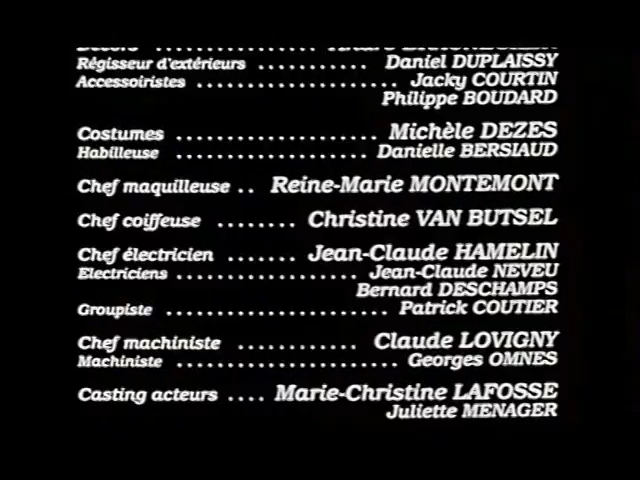 Régisseur d'extérieurs ........... Daniel DUPLAISSY
Accessoiristes ..................... Jacky COURTIN
Philippe BOUDARD
Costumes .................... Michèle DEZES
Habilleuse .................. Danielle BERSIAUD
Chef maquilleuse .. Reine-Marie MONTEMONT
Chef coiffeuse ........ Christine VAN BUTSEL
Chef électricien ....... Jean-Claude HAMELIN
Electriciens .................. Jean-Claude NEVEU
Bernard DESCHAMPS
Groupiste ...................... Patrick COUTIER
Chef machiniste ............ Claude LOVIGNY
Machiniste ...................... Georges OMNES
Casting acteurs .... Marie-Christine LAFOSSE
Juliette MENAGER